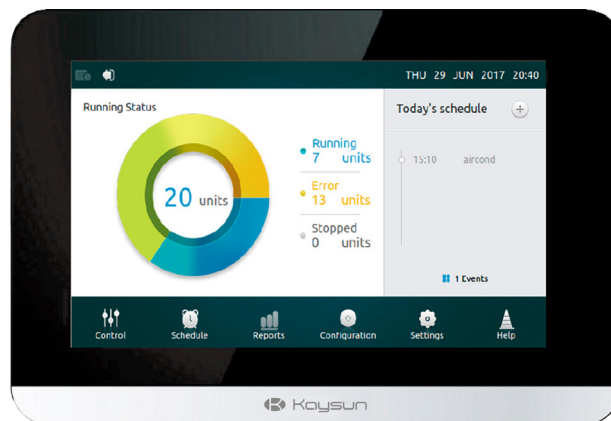 THU 29 JUN 2017 20:40
Running Status
20 units
Running
7 units
Error
13 units
Stopped
0 units
Today's schedule
15:10 aircond
1 Events
Control Schedule Reports Configuration Settings Help
Kaysun